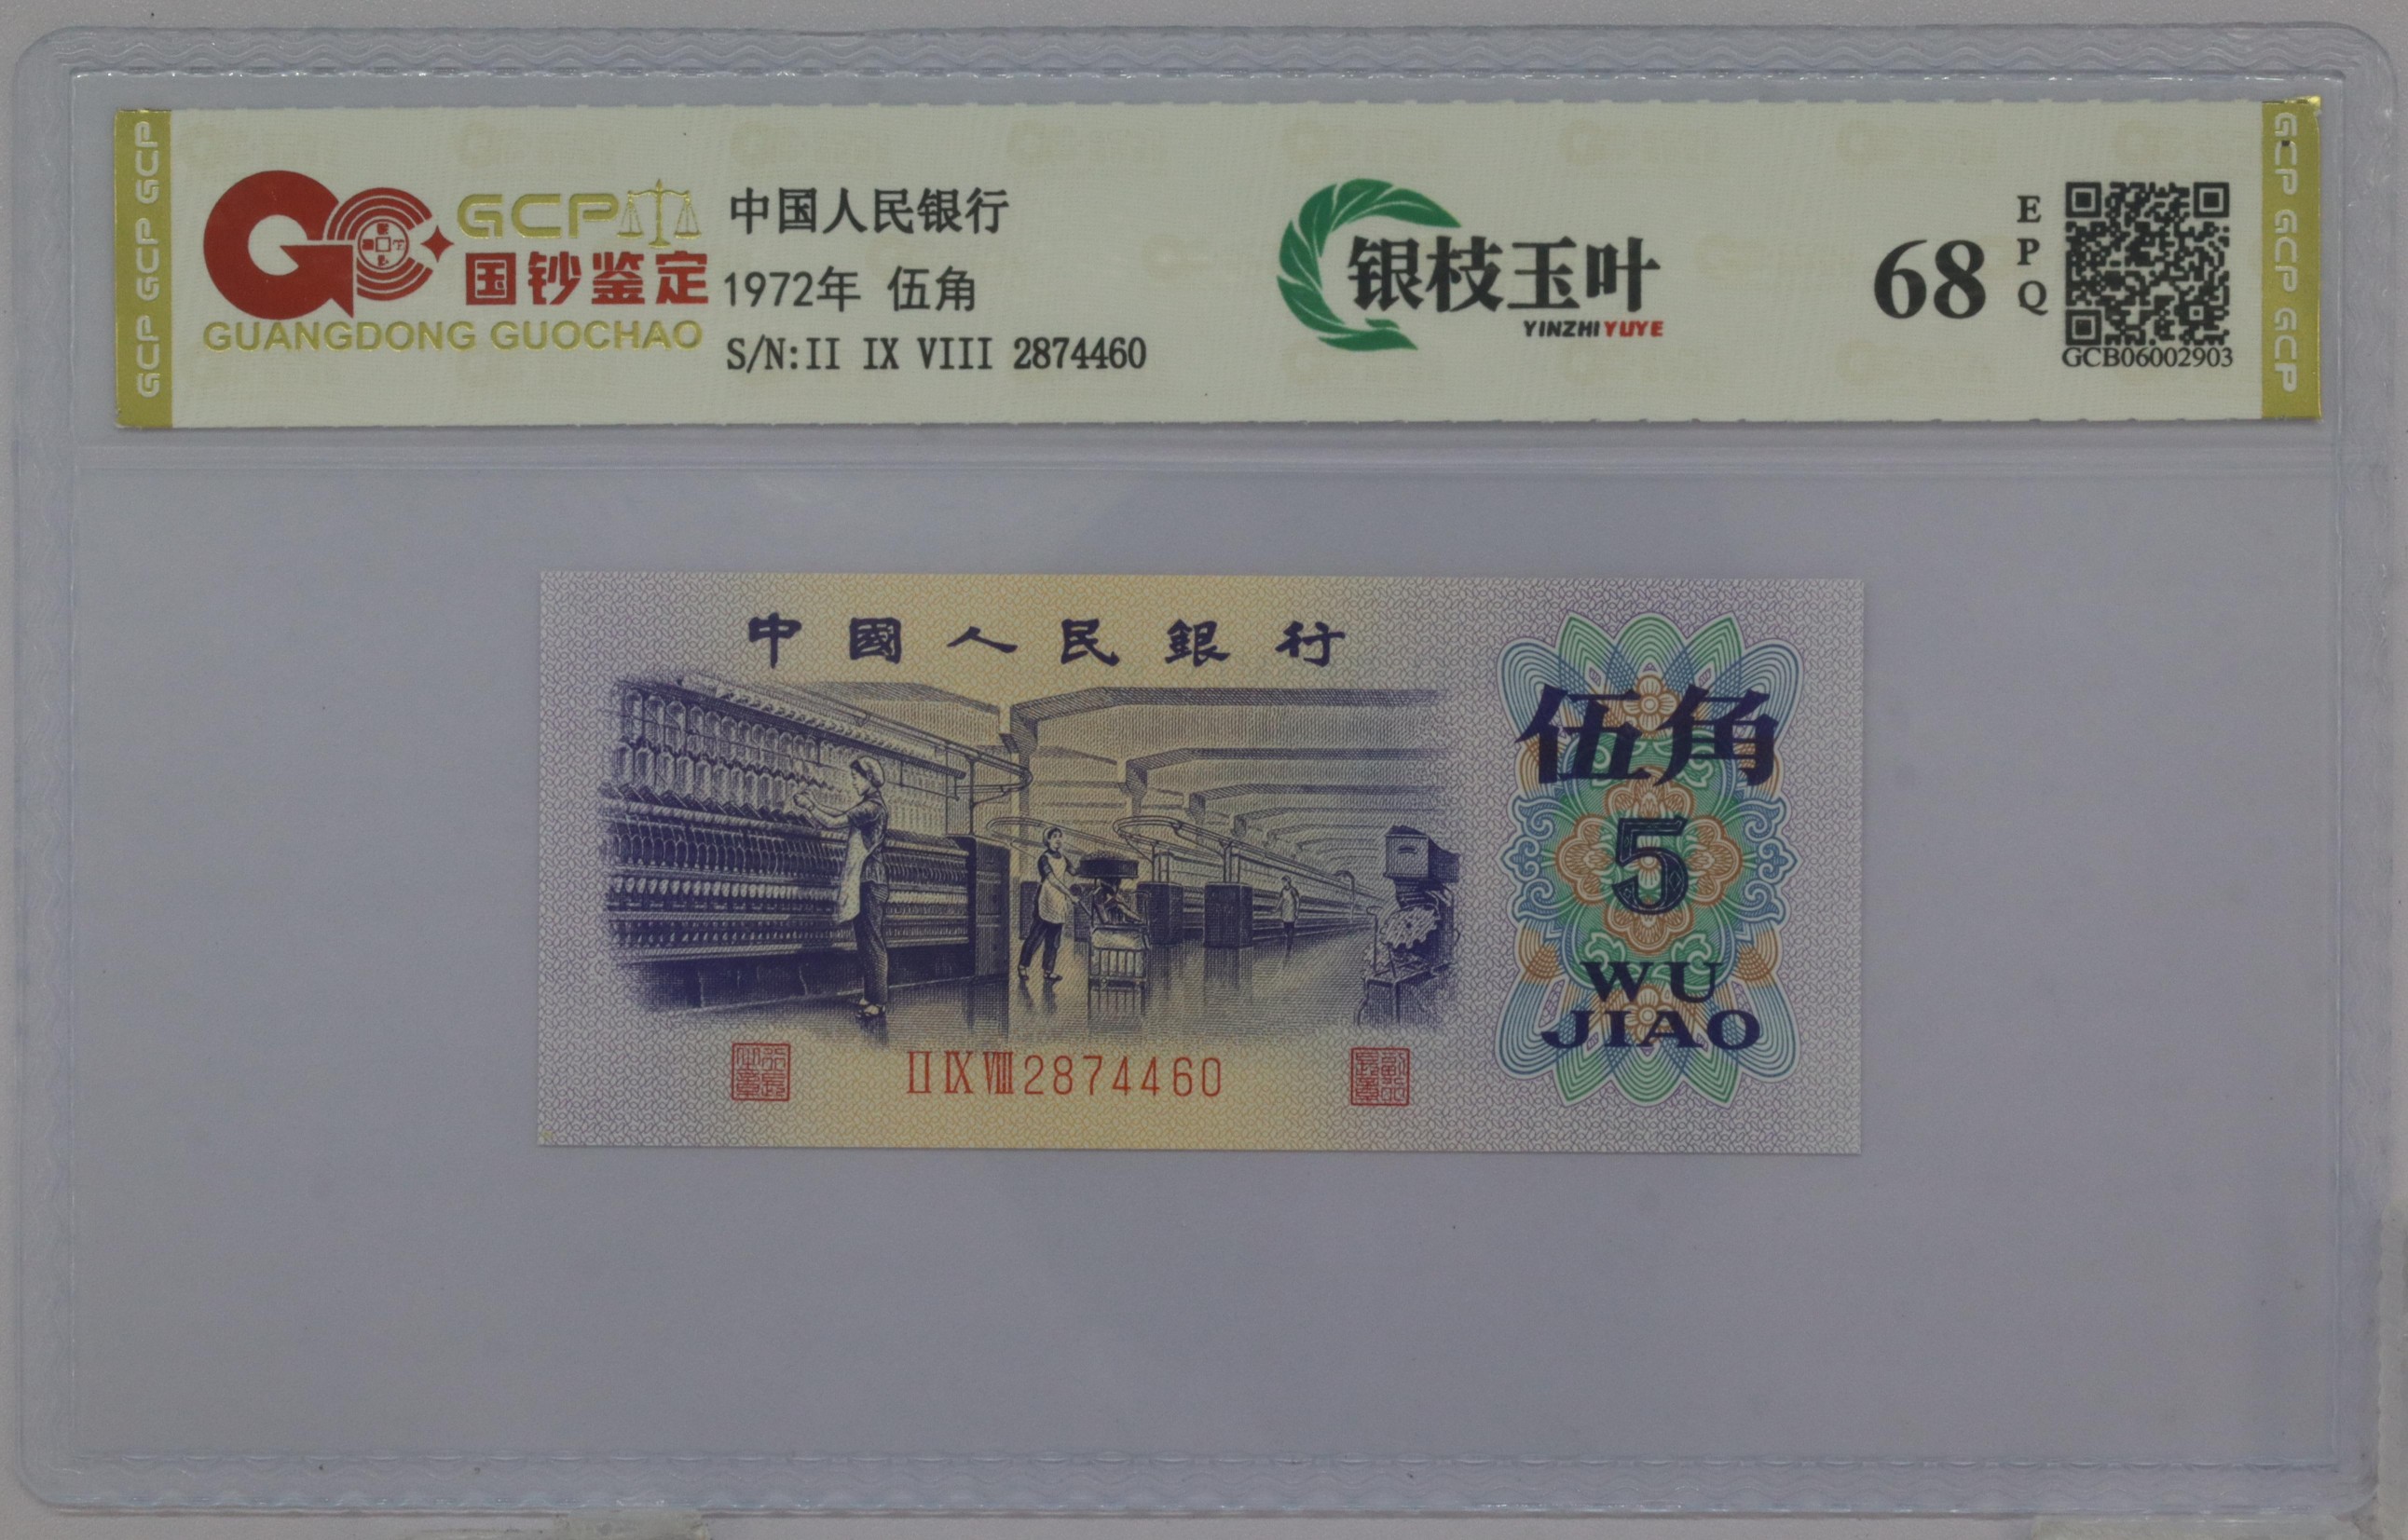 GCP GCP GCP
GCP
国钞鉴定
GUANGDONG GUOCHAO
中国人民银行
1972年 伍角
S/N:II IX VIII 2874460
银枝玉叶
YINZHIYUYE
68
EPQ
GCB06002903
GCP GCP GCP
中國人民銀行
伍角
5
WU
JIAO
II IX VIII 2874460